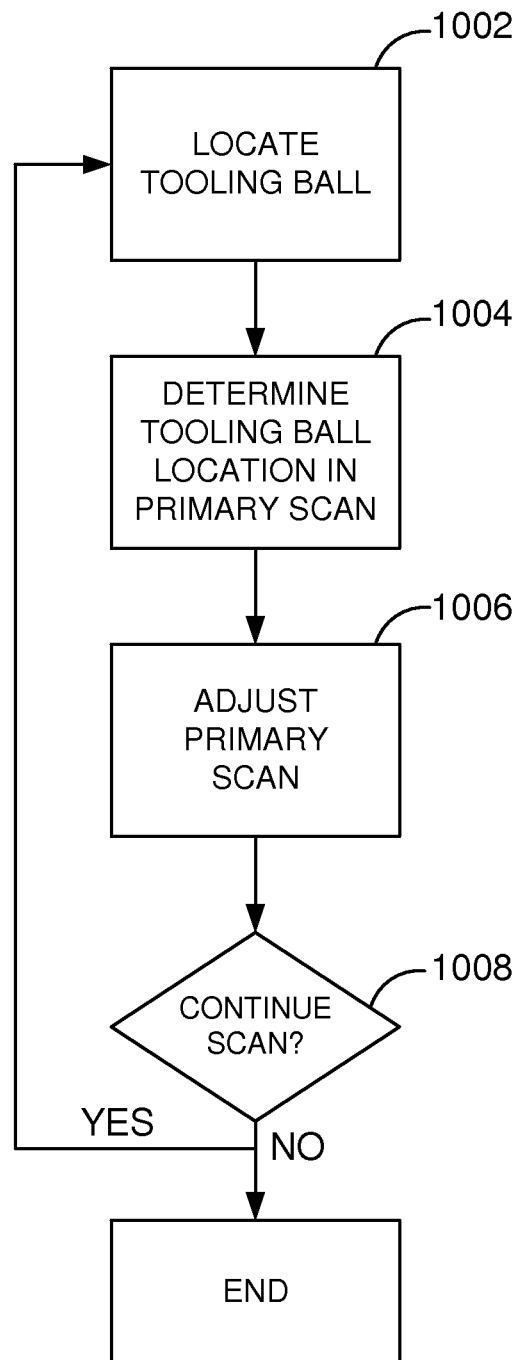 1002
LOCATE
TOOLING BALL
1004
DETERMINE
TOOLING BALL
LOCATION IN
PRIMARY SCAN
1006
ADJUST
PRIMARY
SCAN
1008
CONTINUE
SCAN?
YES
NO
END